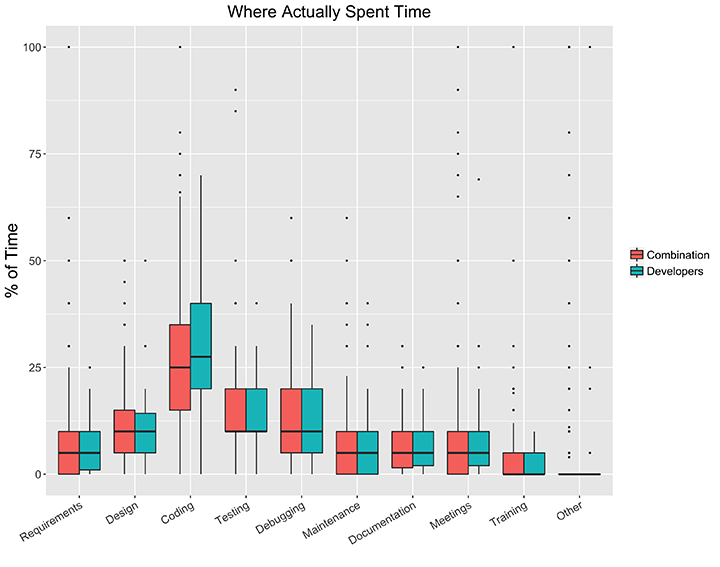 Where Actually Spent Time
% of Time
100
75
50
25
0
Requirements
Design
Coding
Testing
Debugging
Maintenance
Documentation
Meetings
Training
Other
Combination
Developers